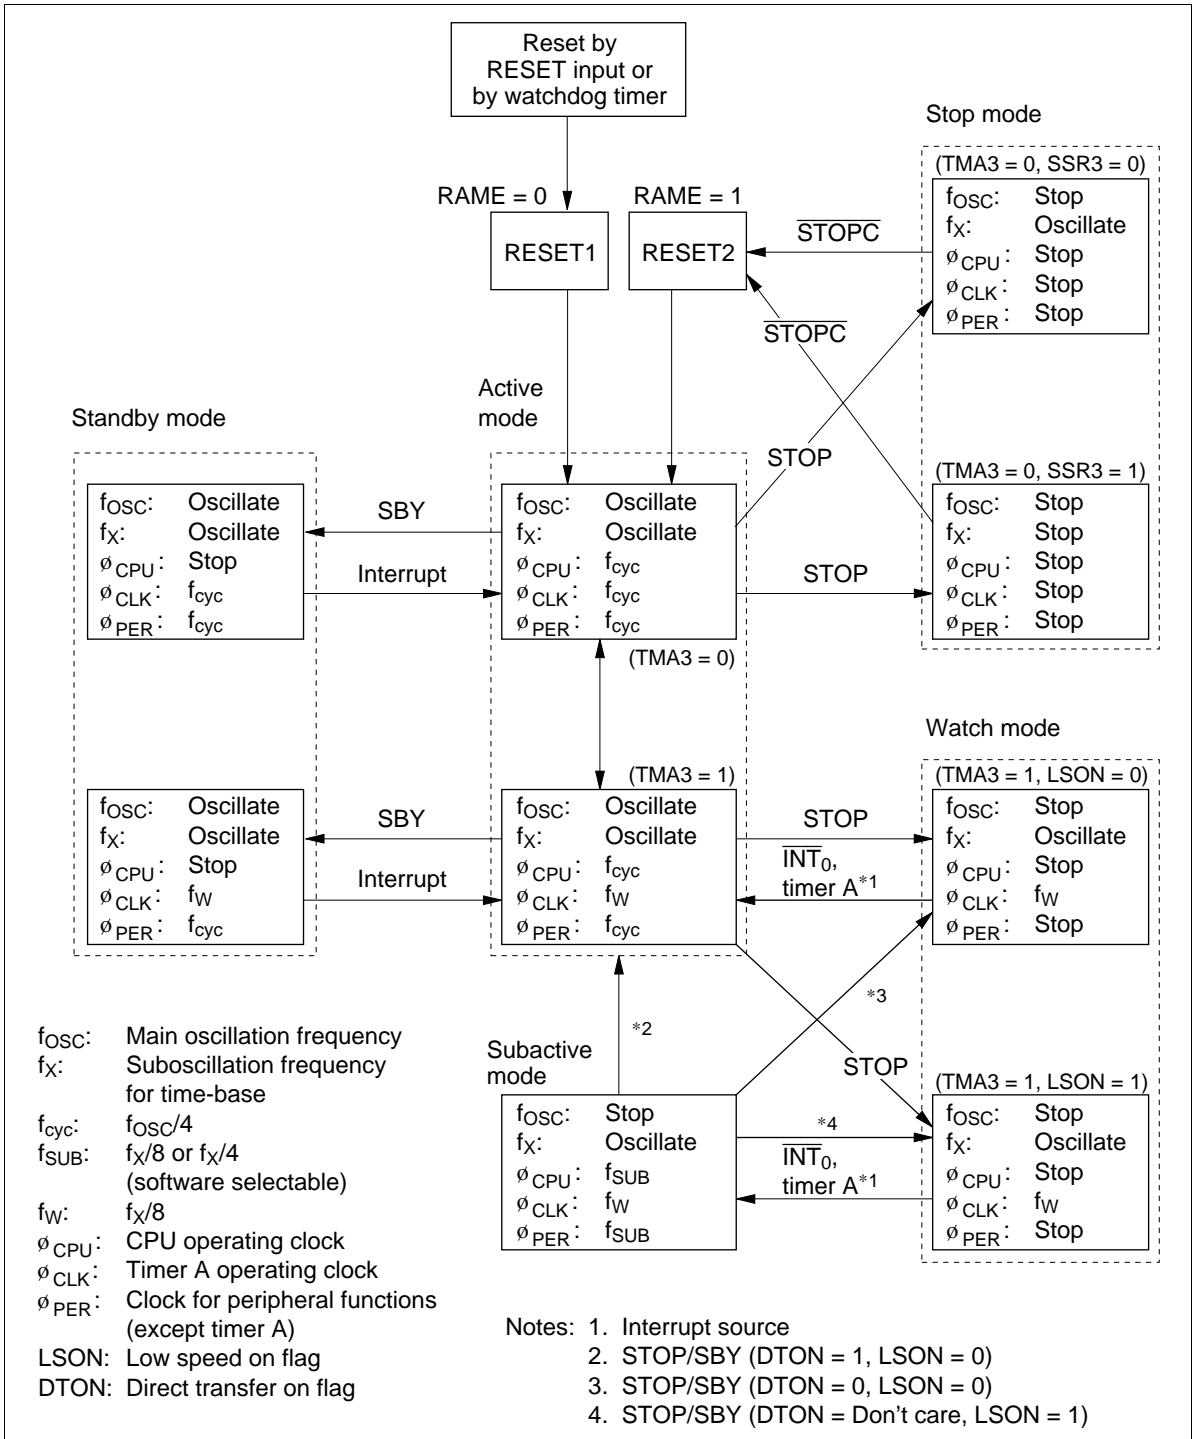 Reset by
RESET input or
by watchdog timer
Stop mode
(TMA3 = 0, SSR3 = 0)
RAME = 0
RAME = 1
RESET1
RESET2
STOPC
fOSC: Stop
fX: Oscillate
øCPU: Stop
øCLK: Stop
øPER: Stop
STOPC
Active
mode
Standby mode
STOP
(TMA3 = 0, SSR3 = 1)
fOSC: Oscillate
fX: Oscillate
øCPU: Stop
øCLK: fcyc
øPER: fcyc
SBY
Interrupt
fOSC: Oscillate
fX: Oscillate
øCPU: fcyc
øCLK: fcyc
øPER: fcyc
(TMA3 = 0)
STOP
fOSC: Stop
fX: Stop
øCPU: Stop
øCLK: Stop
øPER: Stop
Watch mode
(TMA3 = 1)
(TMA3 = 1, LSON = 0)
fOSC: Oscillate
fX: Oscillate
øCPU: Stop
øCLK: fW
øPER: fcyc
SBY
Interrupt
fOSC: Oscillate
fX: Oscillate
øCPU: fcyc
øCLK: fW
øPER: fcyc
STOP
INT0,
timer A*1
fOSC: Stop
fX: Oscillate
øCPU: Stop
øCLK: fW
øPER: Stop
*3
*2
STOP
Subactive
mode
(TMA3 = 1, LSON = 1)
fOSC: Stop
fX: Oscillate
øCPU: fSUB
øCLK: fW
øPER: fSUB
*4
INT0,
timer A*1
fOSC: Stop
fX: Oscillate
øCPU: Stop
øCLK: fW
øPER: Stop
fOSC: Main oscillation frequency
fX: Suboscillation frequency
for time-base
fcyc: fOSC/4
fSUB: fX/8 or fX/4
(software selectable)
fW: fX/8
øCPU: CPU operating clock
øCLK: Timer A operating clock
øPER: Clock for peripheral functions
(except timer A)
LSON: Low speed on flag
DTON: Direct transfer on flag
Notes: 1. Interrupt source
2. STOP/SBY (DTON = 1, LSON = 0)
3. STOP/SBY (DTON = 0, LSON = 0)
4. STOP/SBY (DTON = Don't care, LSON = 1)